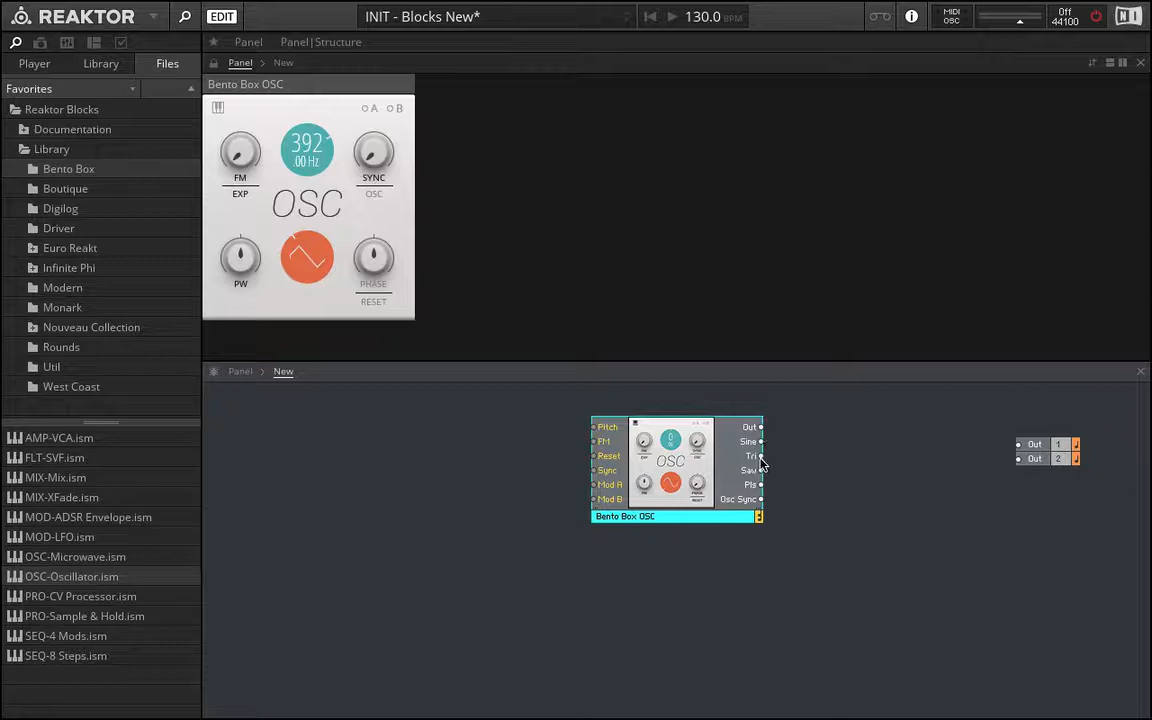 REAKTOR
EDIT
INIT - Blocks New*
130.0 BPM
MIDI
OSC
Off
44100
Panel
Panel|Structure
Player
Library
Files
Panel > New
Favorites
Bento Box OSC
Reaktor Blocks
Documentation
Library
Bento Box
Boutique
Digilog
Driver
Euro Reakt
Infinite Phi
Modern
Monark
Nouveau Collection
Rounds
Util
West Coast
A
B
392
.00 Hz
FM
EXP
SYNC
OSC
OSC
PW
PHASE
RESET
AMP-VCA.ism
FLT-SVF.ism
MIX-Mix.ism
MIX-XFade.ism
MOD-ADSR Envelope.ism
MOD-LFO.ism
OSC-Microwave.ism
OSC-Oscillator.ism
PRO-CV Processor.ism
PRO-Sample & Hold.ism
SEQ-4 Mods.ism
SEQ-8 Steps.ism
Panel > New
Pitch
FM
Reset
Sync
Mod A
Mod B
OSC
Out
Sine
Tri
Saw
Pls
Osc Sync
Bento Box OSC
Out 1
Out 2